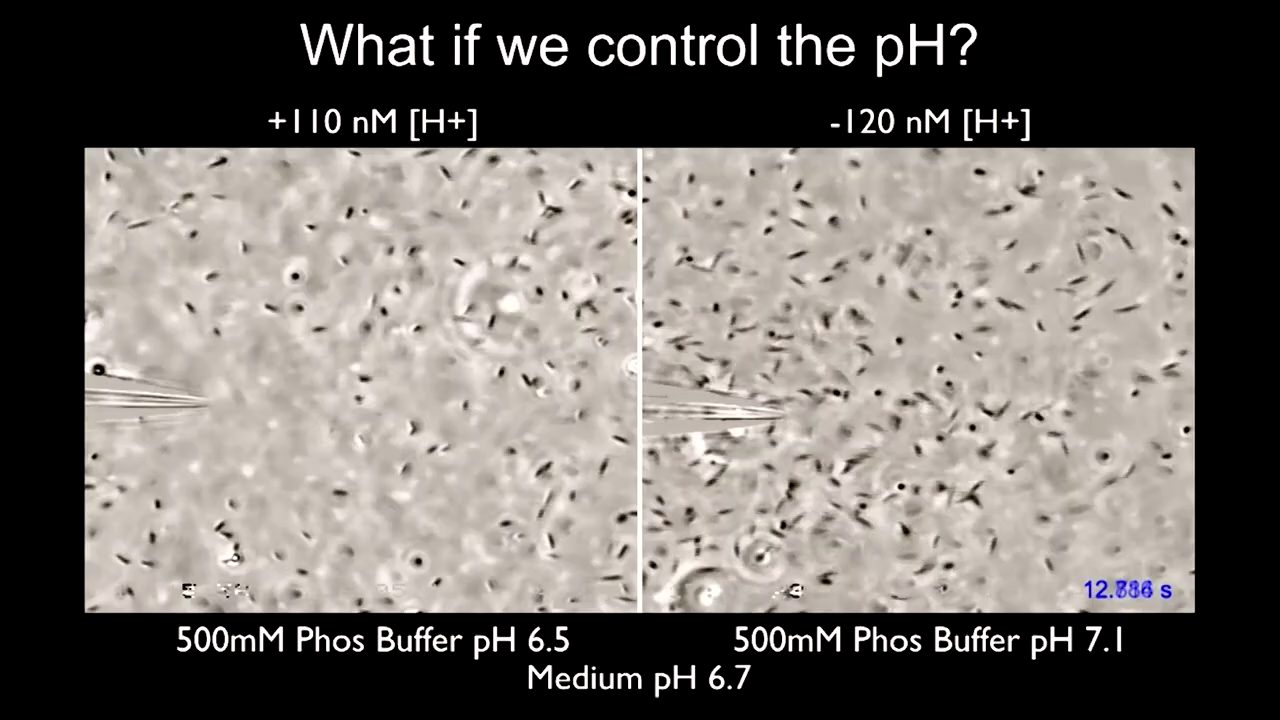 What if we control the pH?
+110 nM [H+]
-120 nM [H+]
500mM Phos Buffer pH 6.5
500mM Phos Buffer pH 7.1
Medium pH 6.7